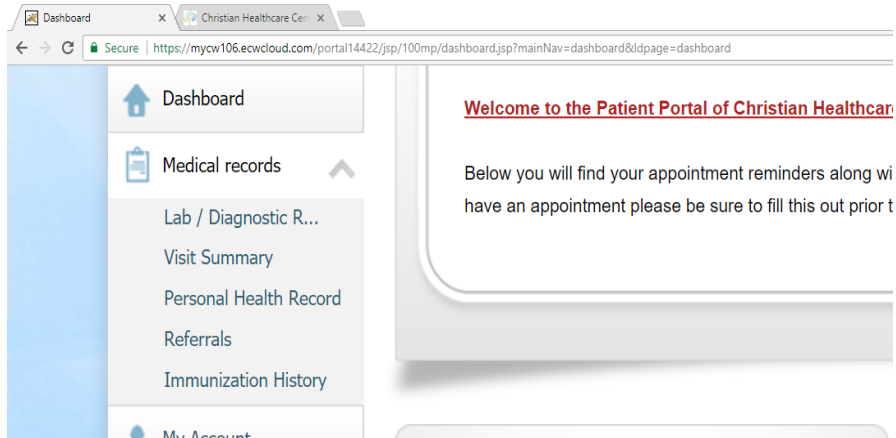 Dashboard
Christian Healthcare Cen
Secure
https://mycw106.ecwcloud.com/portal14422/jsp/100mp/dashboard.jsp?mainNav=dashboard&ldpage=dashboard
Dashboard
Medical records
Lab / Diagnostic R...
Visit Summary
Personal Health Record
Referrals
Immunization History
My Account
Welcome to the Patient Portal of Christian Healthcare
Below you will find your appointment reminders along wi
have an appointment please be sure to fill this out prior t